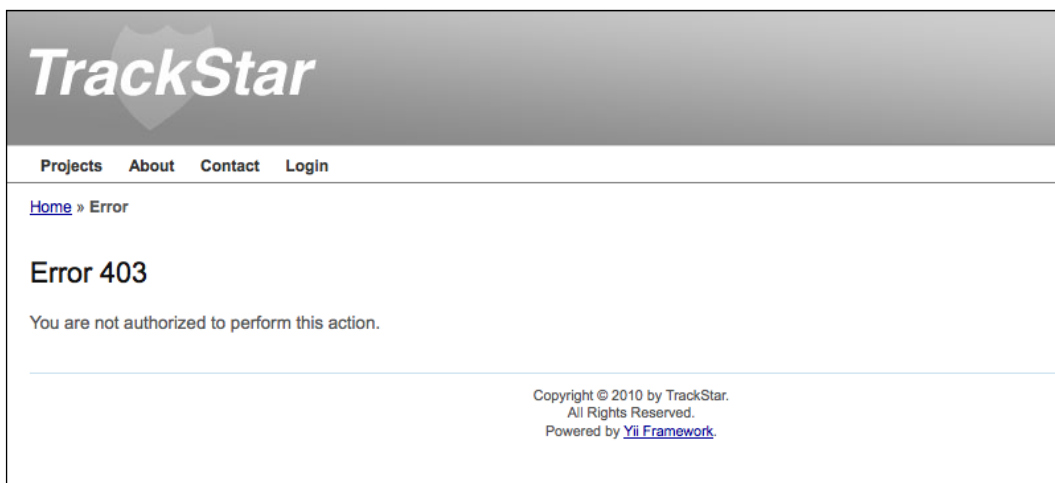 TrackStar
Projects About Contact Login
Home » Error
Error 403
You are not authorized to perform this action.
Copyright © 2010 by TrackStar.
All Rights Reserved.
Powered by Yii Framework.